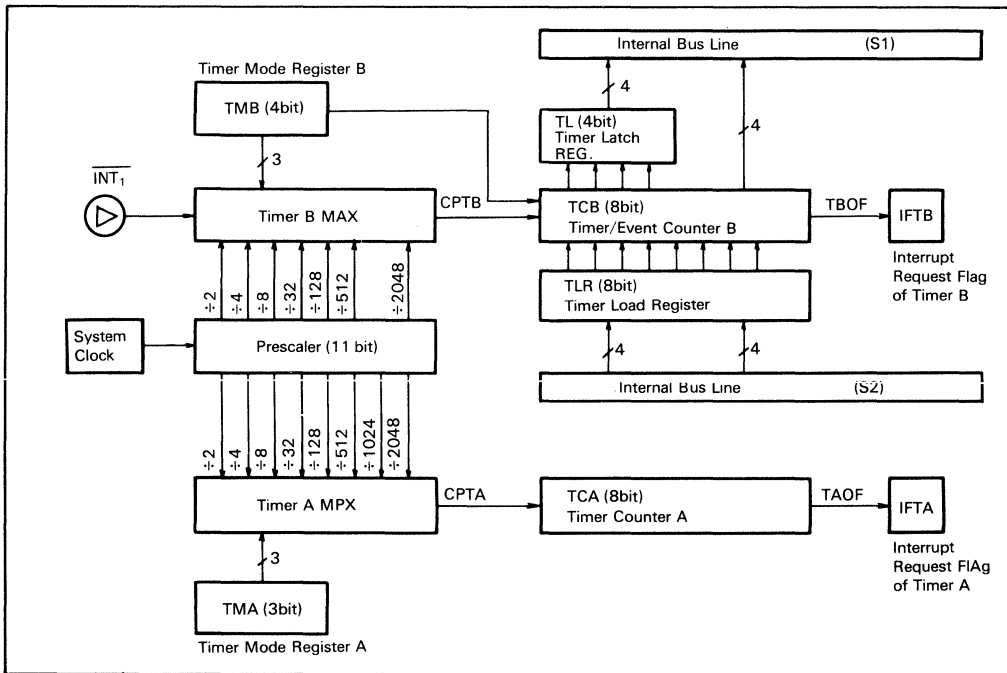 Internal Bus Line (S1)
Timer Mode Register B
TMB (4bit)
4
TL (4bit)
Timer Latch
REG.
4
3
INT1
Timer B MAX
CPTB
TCB (8bit)
Timer/Event Counter B
TBOF
IFTB
Interrupt
Request Flag
of Timer B
÷2
÷4
÷8
÷32
÷128
÷512
÷2048
TLR (8bit)
Timer Load Register
System
Clock
Prescaler (11 bit)
4
4
Internal Bus Line (S2)
÷2
÷4
÷8
÷32
÷128
÷512
÷1024
÷2048
Timer A MPX
CPTA
TCA (8bit)
Timer Counter A
TAOF
IFTA
Interrupt
Request FlAg
of Timer A
3
TMA (3bit)
Timer Mode Register A